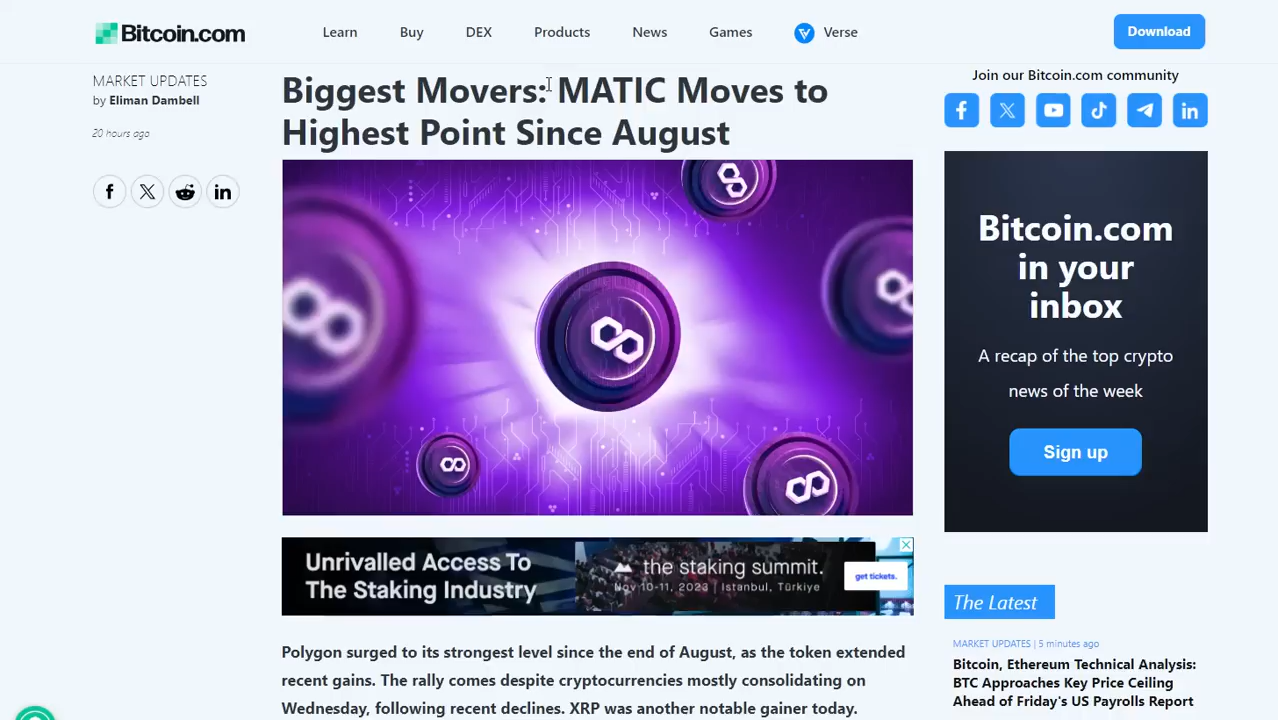 Bitcoin.com
Learn
Buy
DEX
Products
News
Games
Verse
Download
MARKET UPDATES
by Eliman Dambell
20 hours ago
Biggest Movers: MATIC Moves to
Highest Point Since August
Unrivalled Access To
The Staking Industry
the staking summit.
Nov 10-11, 2023 | Istanbul, Türkiye
get tickets.
Polygon surged to its strongest level since the end of August, as the token extended
recent gains. The rally comes despite cryptocurrencies mostly consolidating on
Wednesday, following recent declines. XRP was another notable gainer today.
Join our Bitcoin.com community
Bitcoin.com
in your
inbox
A recap of the top crypto
news of the week
Sign up
The Latest
MARKET UPDATES | 5 minutes ago
Bitcoin, Ethereum Technical Analysis:
BTC Approaches Key Price Ceiling
Ahead of Friday's US Payrolls Report